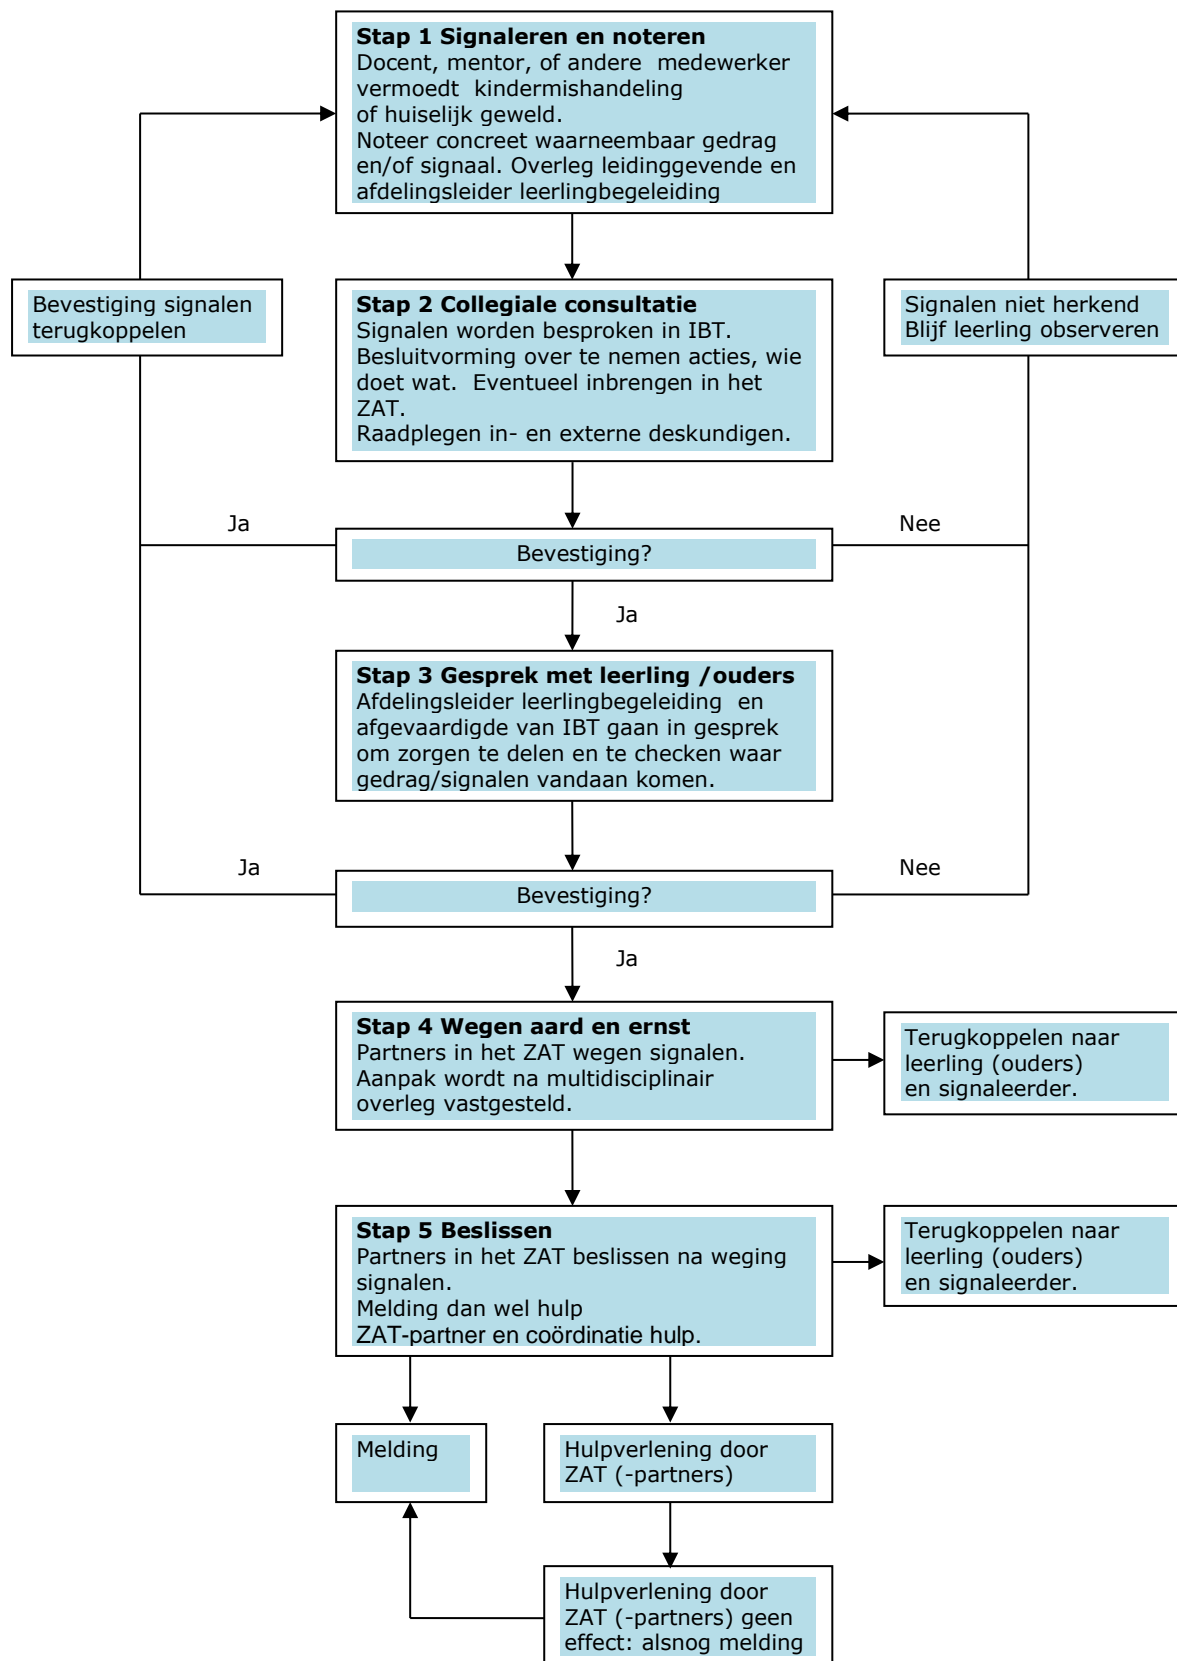 Stap 1 Signaleren en noteren
Docent, mentor, of andere  medewerker
vermoedt  kindermishandeling
of huiselijk geweld.
Noteer concreet waarneembaar gedrag
en/of signaal. Overleg leidinggevende en
afdelingsleider leerlingbegeleiding
Bevestiging signalen
terugkoppelen
Stap 2 Collegiale consultatie
Signalen worden besproken in IBT.
Besluitvorming over te nemen acties, wie
doet wat.  Eventueel inbrengen in het
ZAT.
Raadplegen in- en externe deskundigen.
Signalen niet herkend
Blijf leerling observeren
Ja
Nee
Bevestiging?
Ja
Stap 3 Gesprek met leerling /ouders
Afdelingsleider leerlingbegeleiding  en
afgevaardigde van IBT gaan in gesprek
om zorgen te delen en te checken waar
gedrag/signalen vandaan komen.
Ja
Nee
Bevestiging?
Ja
Stap 4 Wegen aard en ernst
Partners in het ZAT wegen signalen.
Aanpak wordt na multidisciplinair
overleg vastgesteld.
Terugkoppelen naar
leerling (ouders)
en signaleerder.
Stap 5 Beslissen
Partners in het ZAT beslissen na weging
signalen.
Melding dan wel hulp
ZAT-partner en coördinatie hulp.
Terugkoppelen naar
leerling (ouders)
en signaleerder.
Melding
Hulpverlening door
ZAT (-partners)
Hulpverlening door
ZAT (-partners) geen
effect: alsnog melding